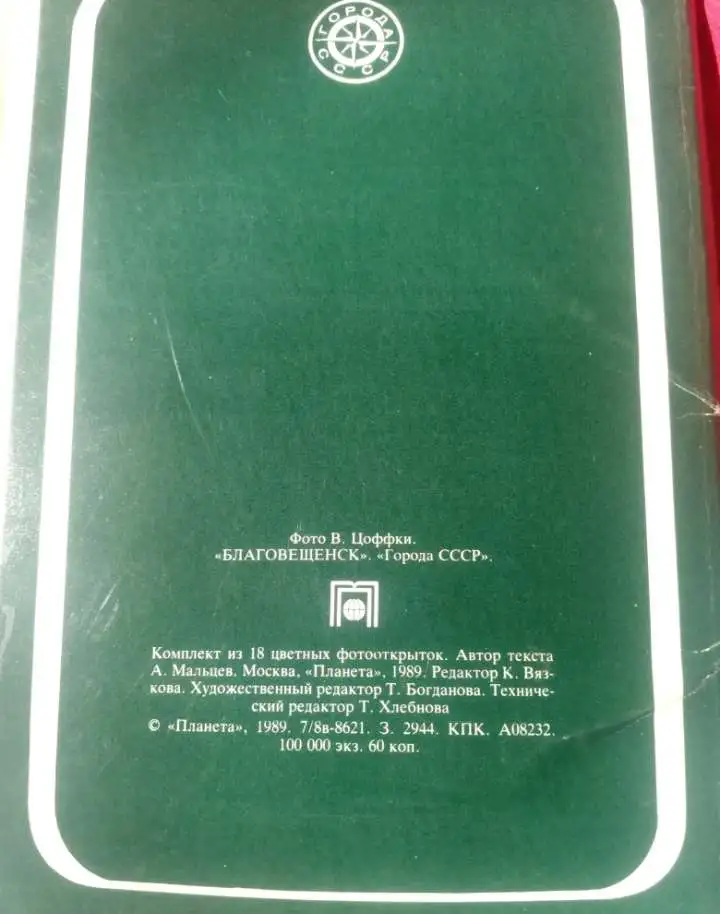 ГОРОДА СССР
Фото В. Цоффки.
«БЛАГОВЕЩЕНСК». «Города СССР».
Комплект из 18 цветных фотооткрыток. Автор текста
А. Мальцев. Москва, «Планета», 1989. Редактор К. Вяз-
кова. Художественный редактор Т. Богданова. Техниче-
ский редактор Т. Хлебнова
© «Планета», 1989. 7/8в-8621. З. 2944. КПК. А08232.
100 000 экз. 60 коп.